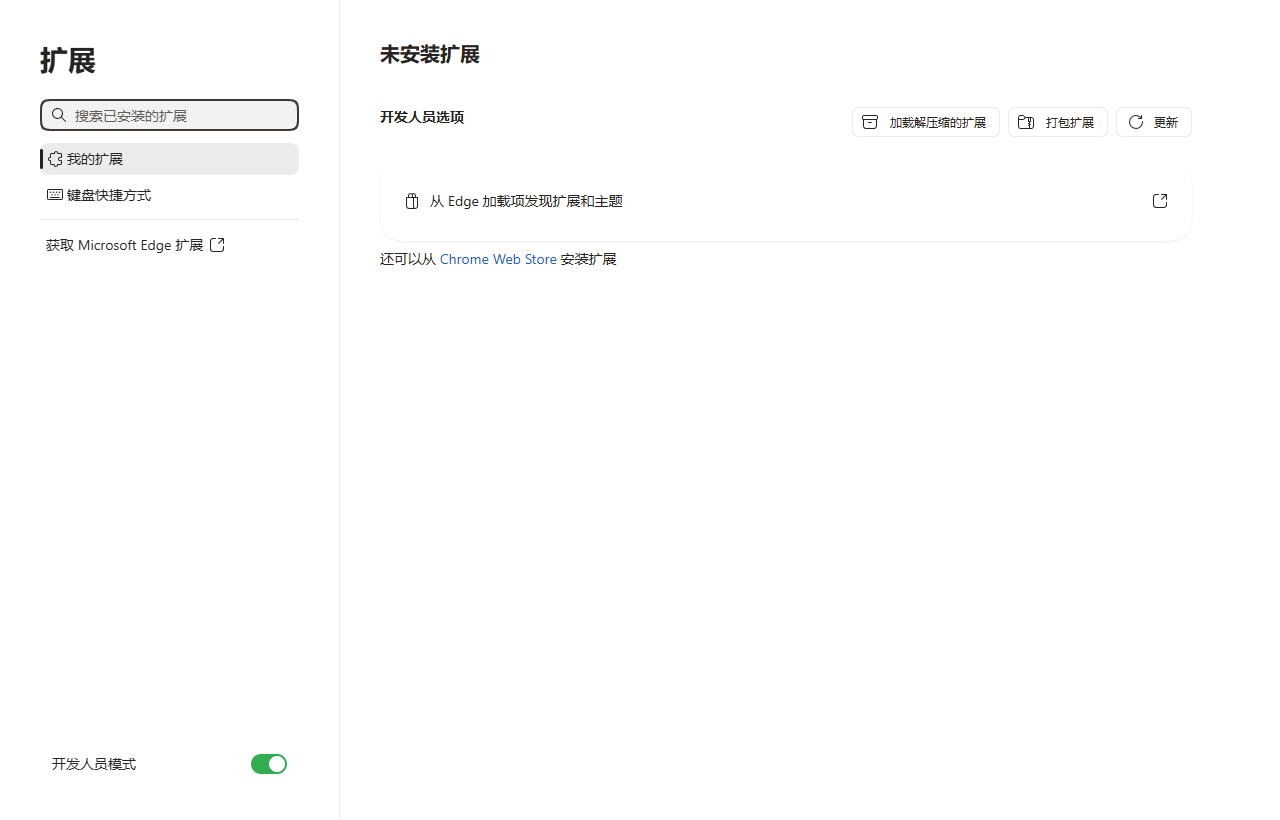 扩展
搜索已安装的扩展
我的扩展
键盘快捷方式
获取 Microsoft Edge 扩展
开发人员模式
未安装扩展
开发人员选项
加载解压缩的扩展
打包扩展
更新
从 Edge 加载项发现扩展和主题
还可以从 Chrome Web Store 安装扩展